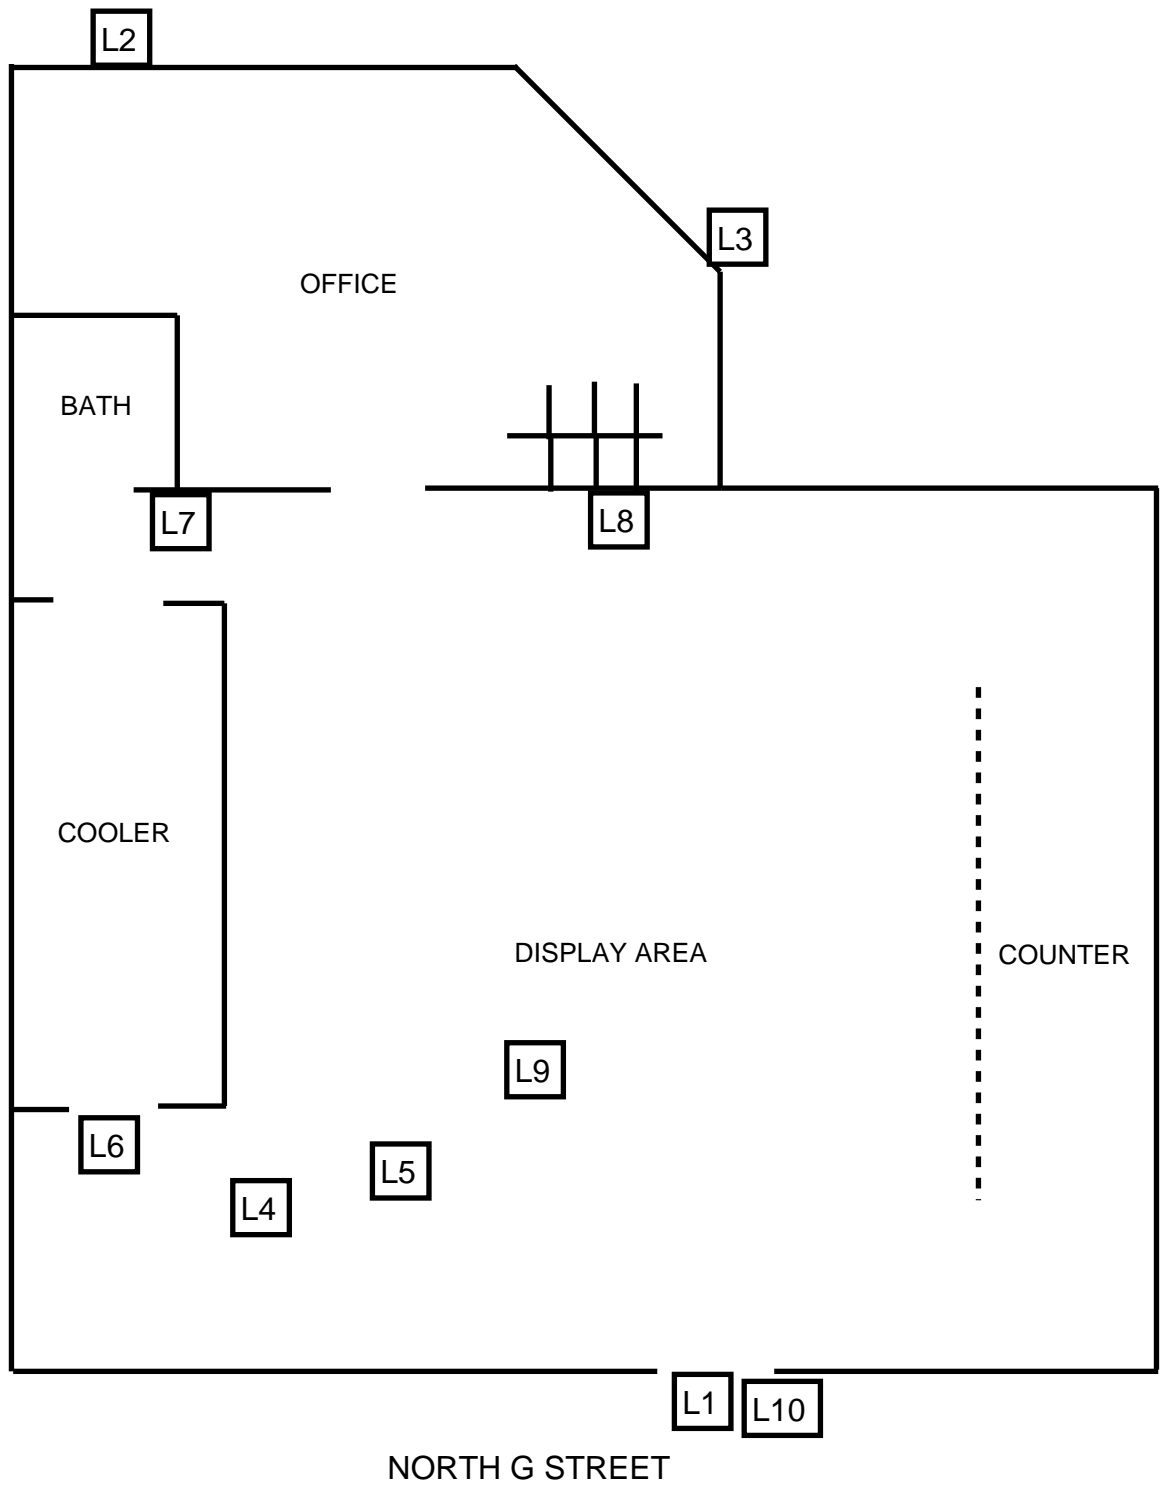 L2
L3
OFFICE
BATH
L7
L8
COOLER
DISPLAY AREA
COUNTER
L9
L6
L5
L4
L1
L10
NORTH G STREET